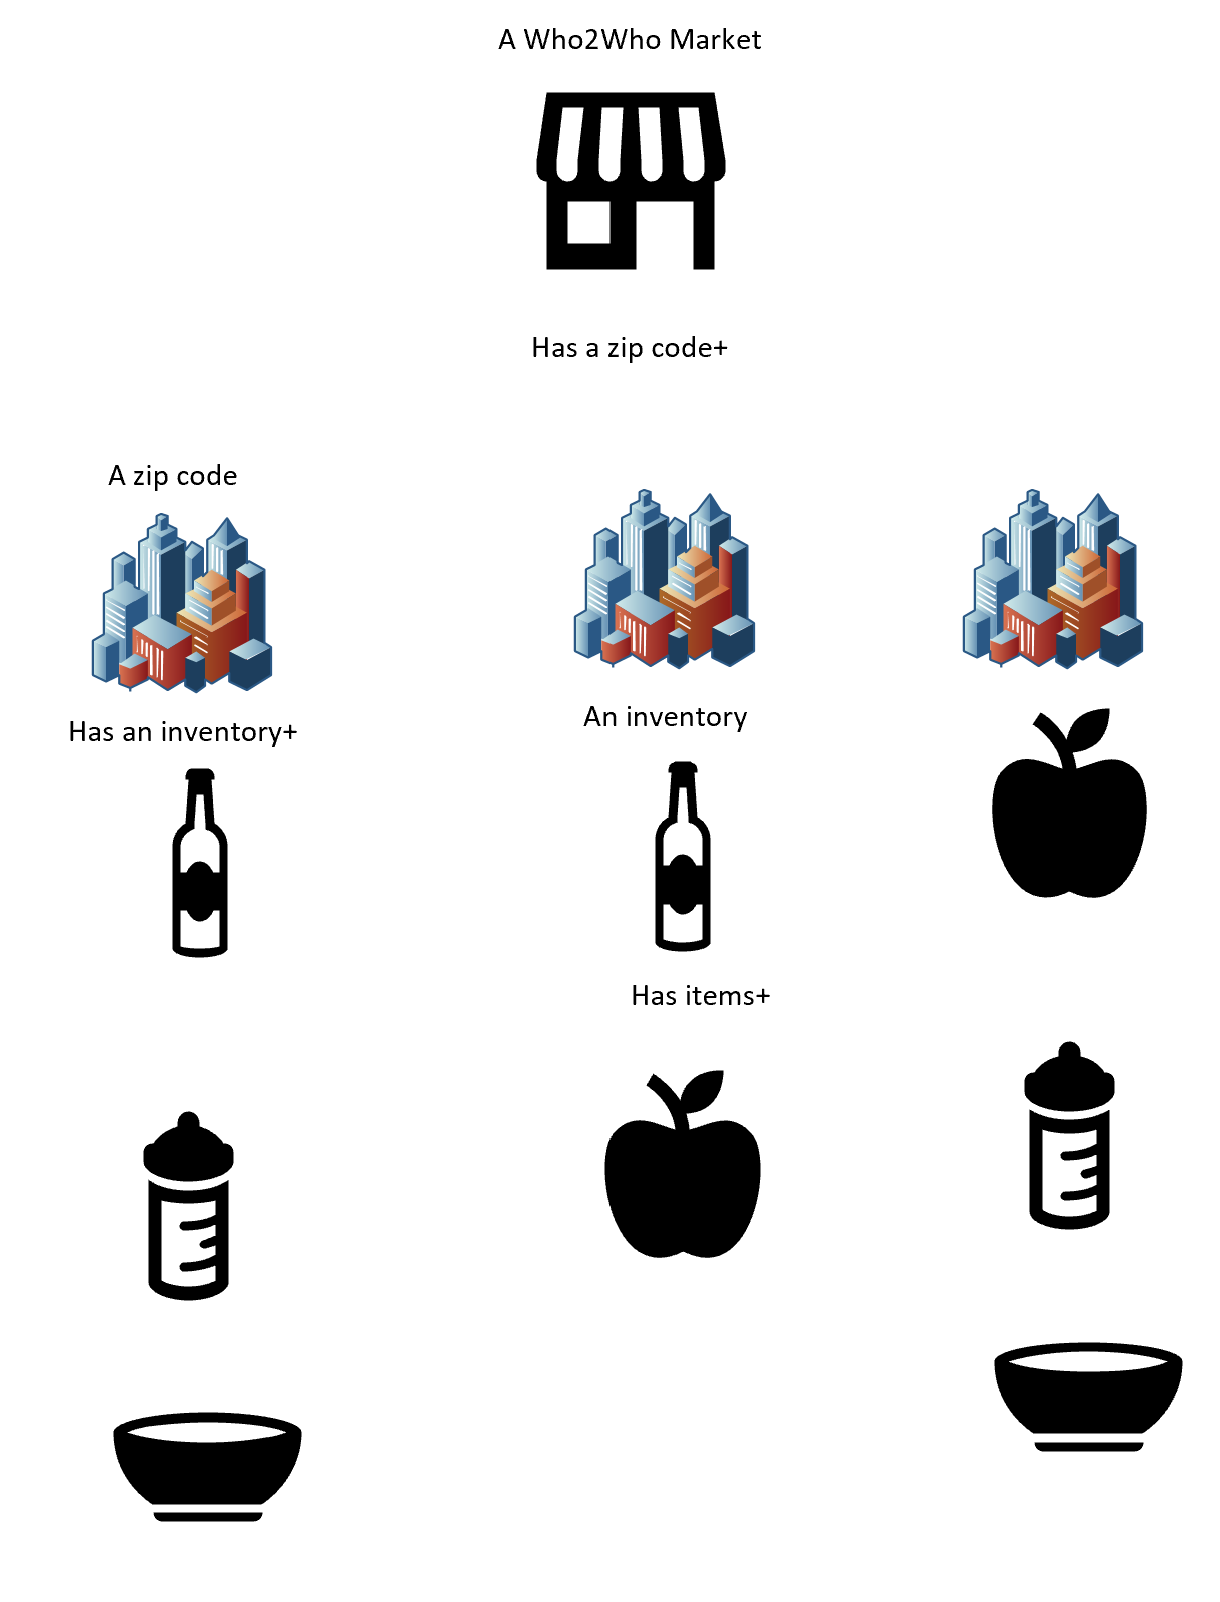 A Who2Who Market
Has a zip code+
A zip code
Has an inventory+
An inventory
Has items+